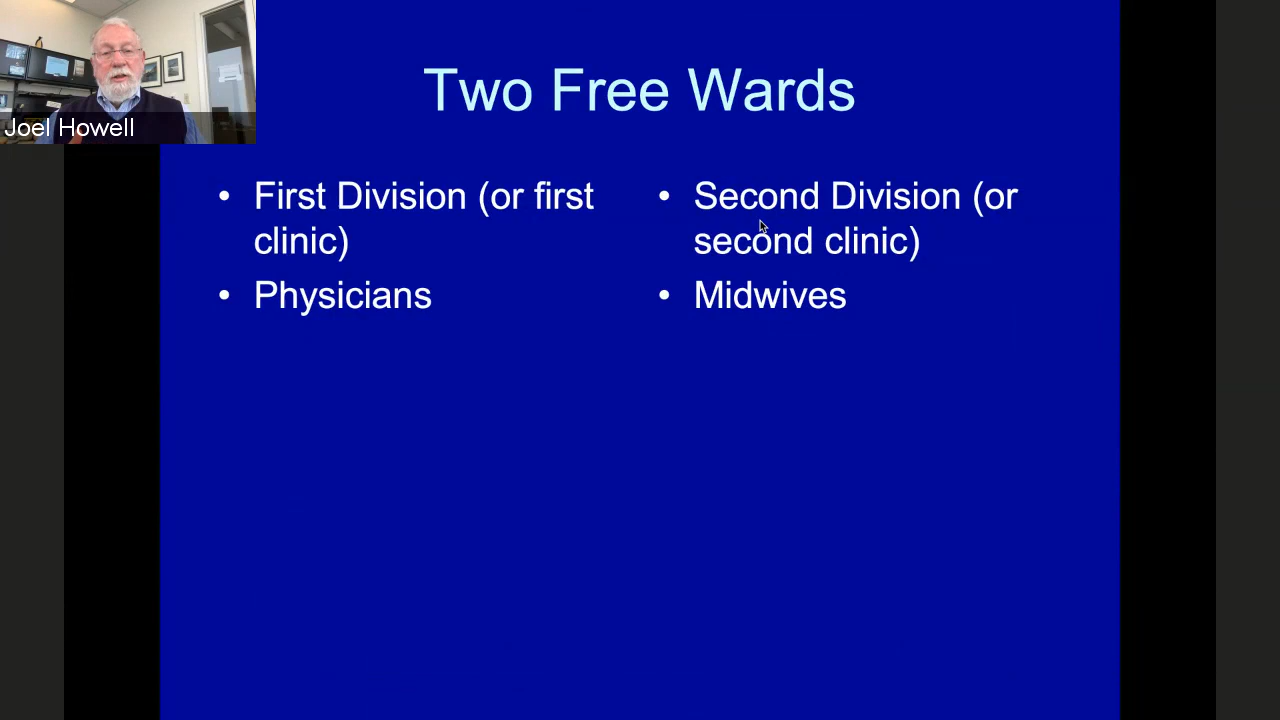 Joel Howell
Two Free Wards
• First Division (or first
clinic)
• Physicians
• Second Division (or
second clinic)
• Midwives